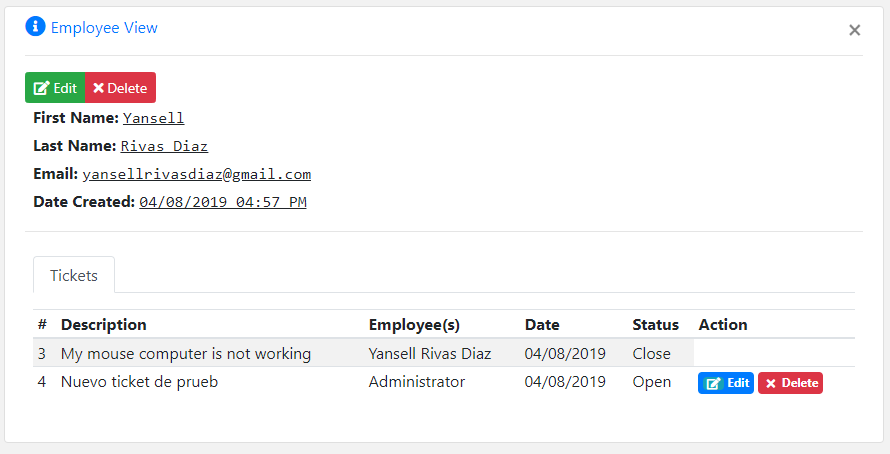 Employee View
Edit Delete
First Name: Yansell
Last Name: Rivas Diaz
Email: yansellrivasdiaz@gmail.com
Date Created: 04/08/2019 04:57 PM
Tickets
# Description Employee(s) Date Status Action
3 My mouse computer is not working Yansell Rivas Diaz 04/08/2019 Close
4 Nuevo ticket de prueb Administrator 04/08/2019 Open Edit Delete